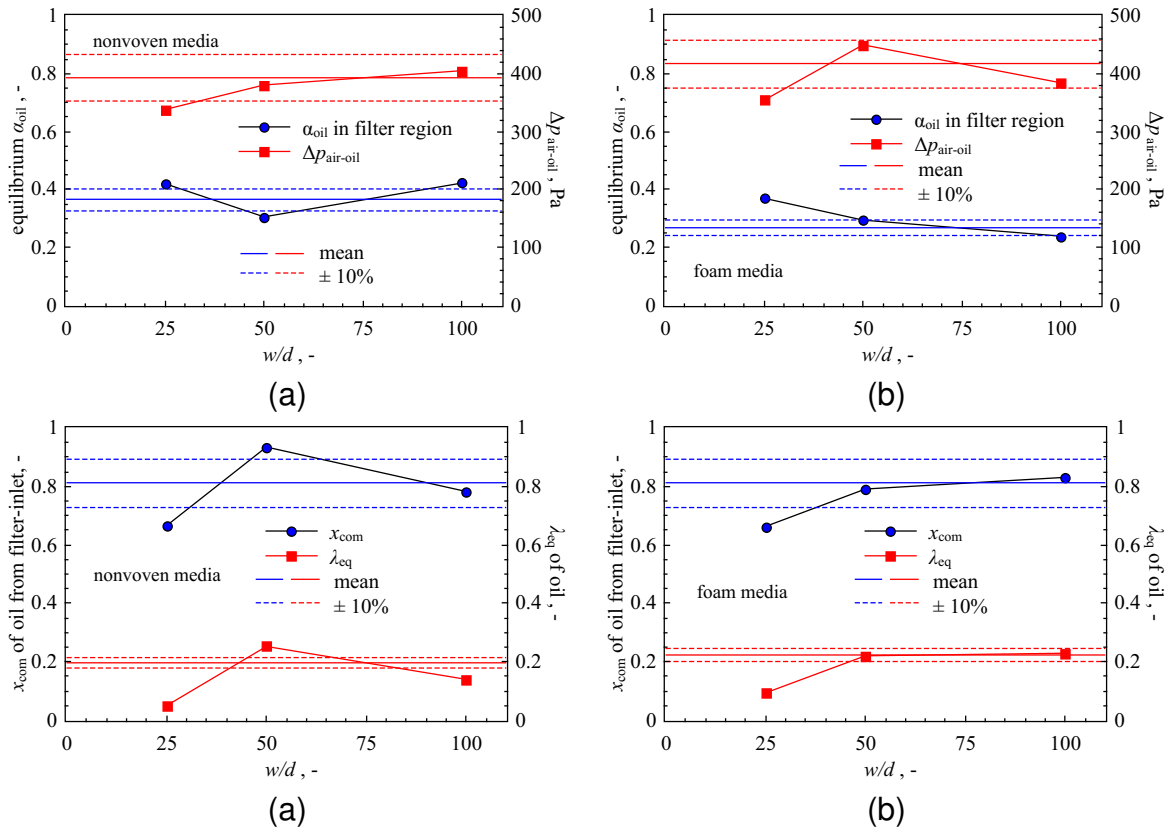 1
0.8
0.6
0.4
0.2
0
equilibrium αoil, -
nonvoven media
αoil in filter region
Δpair-oil
mean
± 10%
500
400
300
200
100
0
Δpair-oil , Pa
0 25 50 75 100
w/d , -
(a)
1
0.8
0.6
0.4
0.2
0
equilibrium αoil, -
αoil in filter region
Δpair-oil
mean
± 10%
foam media
500
400
300
200
100
0
Δpair-oil , Pa
0 25 50 75 100
w/d , -
(b)
1
0.8
0.6
0.4
0.2
0
xcom of oil from filter-inlet, -
xcom
λeq
nonvoven media
mean
± 10%
1
0.8
0.6
0.4
0.2
0
λeq of oil, -
0 25 50 75 100
w/d , -
(a)
1
0.8
0.6
0.4
0.2
0
xcom of oil from filter-inlet, -
xcom
λeq
mean
foam media
± 10%
1
0.8
0.6
0.4
0.2
0
λeq of oil, -
0 25 50 75 100
w/d , -
(b)